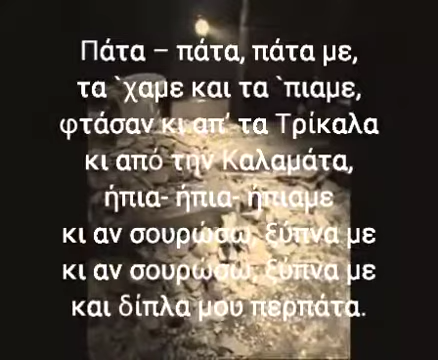 Πάτα – πάτα, πάτα με,
τα `χαμε και τα `πιαμε,
φτάσαν κι απ’ τα Τρίκαλα
κι από την Καλαμάτα,
ήπια- ήπια- ήπιαμε
κι αν σουρώσω, ξύπνα με
κι αν σουρώσω, ξύπνα με
και δίπλα μου περπάτα.